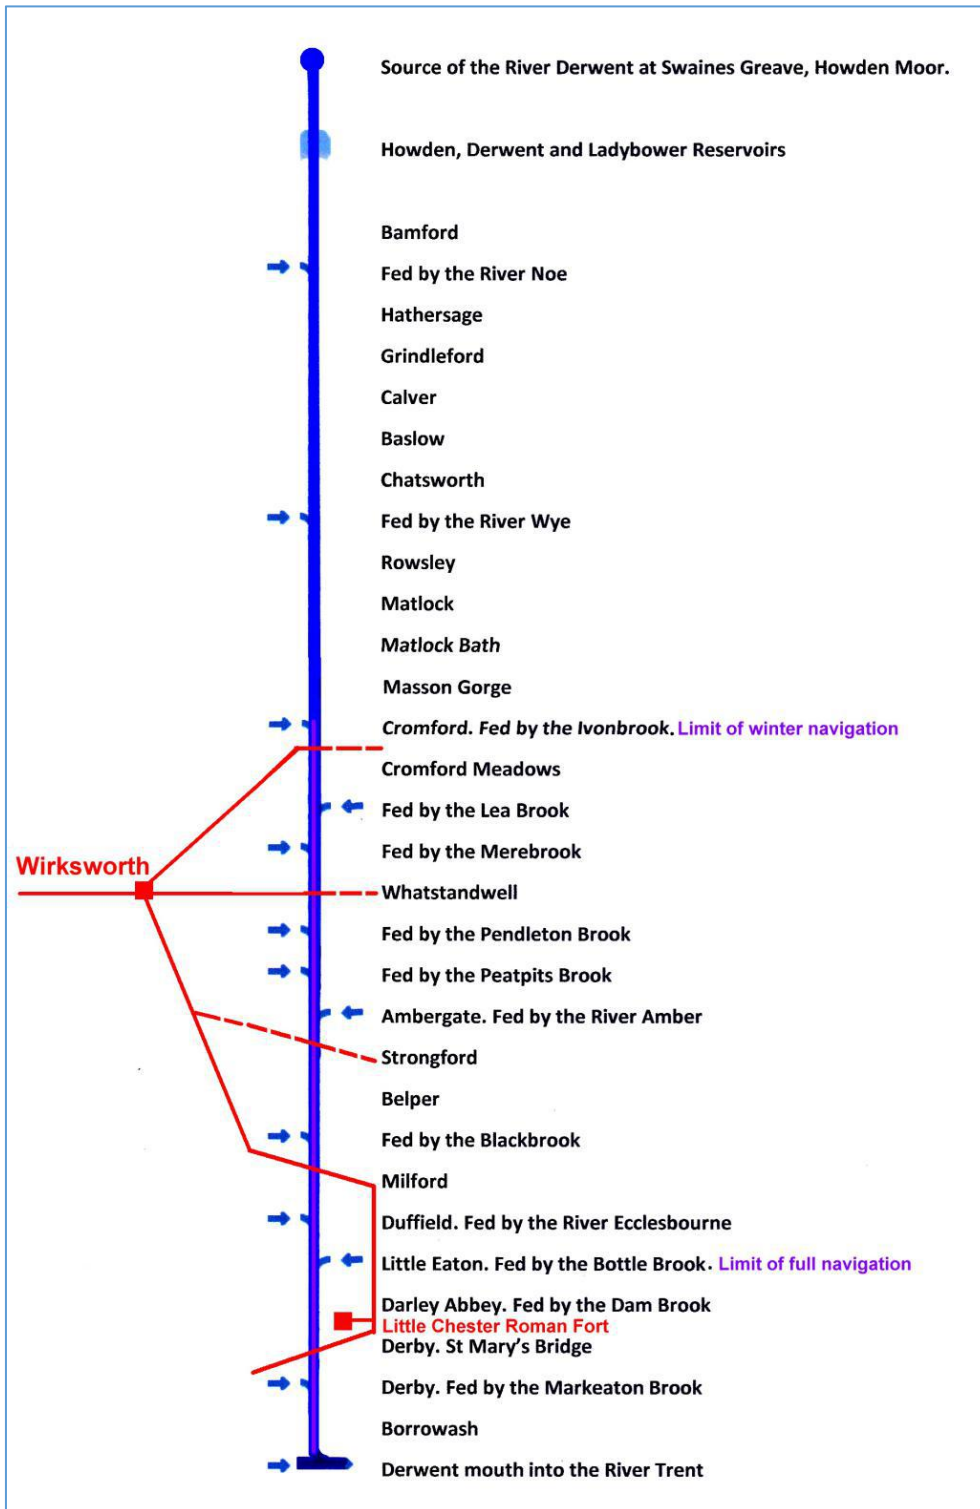 Source of the River Derwent at Swaines Greave, Howden Moor.
Howden, Derwent and Ladybower Reservoirs
Bamford
Fed by the River Noe
Hathersage
Grindleford
Calver
Baslow
Chatsworth
Fed by the River Wye
Rowsley
Matlock
Matlock Bath
Masson Gorge
Cromford. Fed by the Ivonbrook. Limit of winter navigation
Cromford Meadows
Fed by the Lea Brook
Fed by the Merebrook
Wirksworth
Whatstandwell
Fed by the Pendleton Brook
Fed by the Peatpits Brook
Ambergate. Fed by the River Amber
Strongford
Belper
Fed by the Blackbrook
Milford
Duffield. Fed by the River Ecclesbourne
Little Eaton. Fed by the Bottle Brook. Limit of full navigation
Darley Abbey. Fed by the Dam Brook
Little Chester Roman Fort
Derby. St Mary's Bridge
Derby. Fed by the Markeaton Brook
Borrowash
Derwent mouth into the River Trent